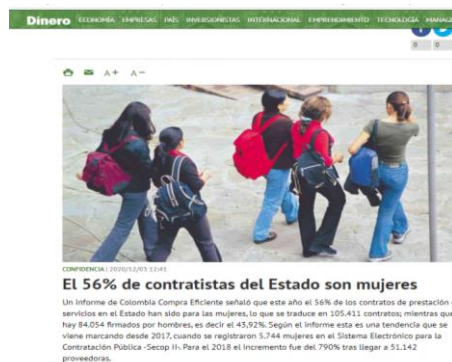 Dinero ECONOMÍA EMPRESAS PAÍS INVERSIONISTAS INTERNACIONAL EMPRENDIMIENTO TECNOLOGÍA MANAG
0 0
A+ A-
CONFIDENCIA | 2020/12/03 12:41
El 56% de contratistas del Estado son mujeres
Un informe de Colombia Compra Eficiente señaló que este año el 56% de los contratos de prestación
servicios en el Estado han sido para las mujeres, lo que se traduce en 105.411 contratos; mientras que
hay 84.054 firmados por hombres, es decir el 43,92%. Según el informe esta es una tendencia que se
viene marcando desde 2017, cuando se registraron 5.744 mujeres en el Sistema Electrónico para la
Contratación Pública -Secop II-. Para el 2018 el incremento fue del 790% tras llegar a 51.142
proveedoras.